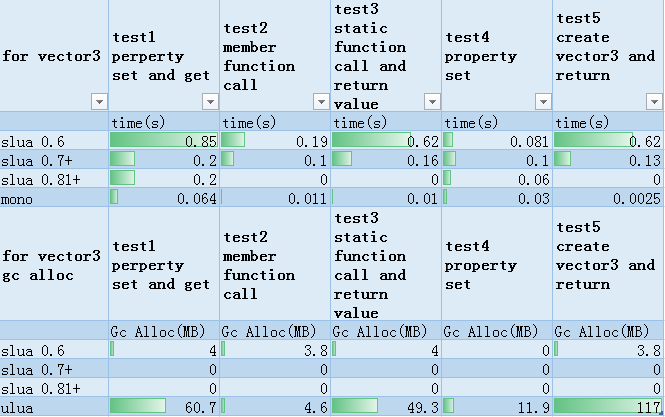 for vector3 test1 perperty set and get test2 member function call test3 static function call and return value test4 property set test5 create vector3 and return
time(s) time(s) time(s) time(s) time(s)
slua 0.6 0.85 0.19 0.62 0.081 0.62
slua 0.7+ 0.2 0.1 0.16 0.1 0.13
slua 0.81+ 0.2 0 0 0.06 0
mono 0.064 0.011 0.01 0.03 0.0025
for vector3 gc alloc test1 perperty set and get test2 member function call test3 static function call and return value test4 property set test5 create vector3 and return
Gc Alloc(MB) Gc Alloc(MB) Gc Alloc(MB) Gc Alloc(MB) Gc Alloc(MB)
slua 0.6 4 3.8 4 0 3.8
slua 0.7+ 0 0 0 0 0
slua 0.81+ 0 0 0 0 0
ulua 60.7 4.6 49.3 11.9 117